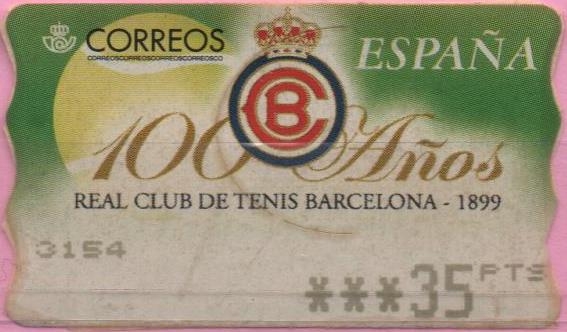 CORREOS
CORREOSCORREOSCORREOSCORREOSCO
ESPAÑA
CB
100 Años
REAL CLUB DE TENIS BARCELONA - 1899
3154
***35 PTS